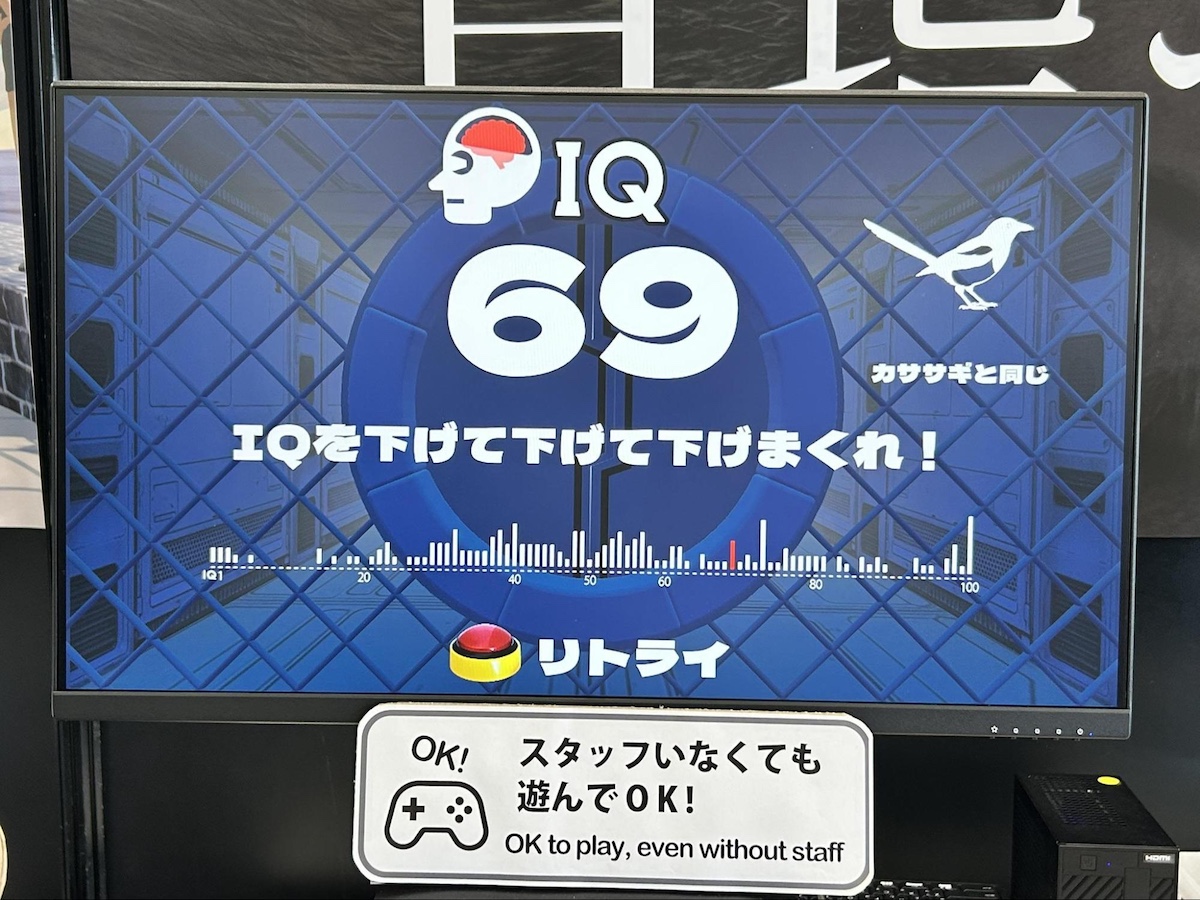 IQ
69
カササギと同じ
IQを下げて下げて下げまくれ！
IQ1
20
40
50
60
80
100
リトライ
OK!
スタッフいなくても
遊んでOK!
OK to play, even without staff
HDMI